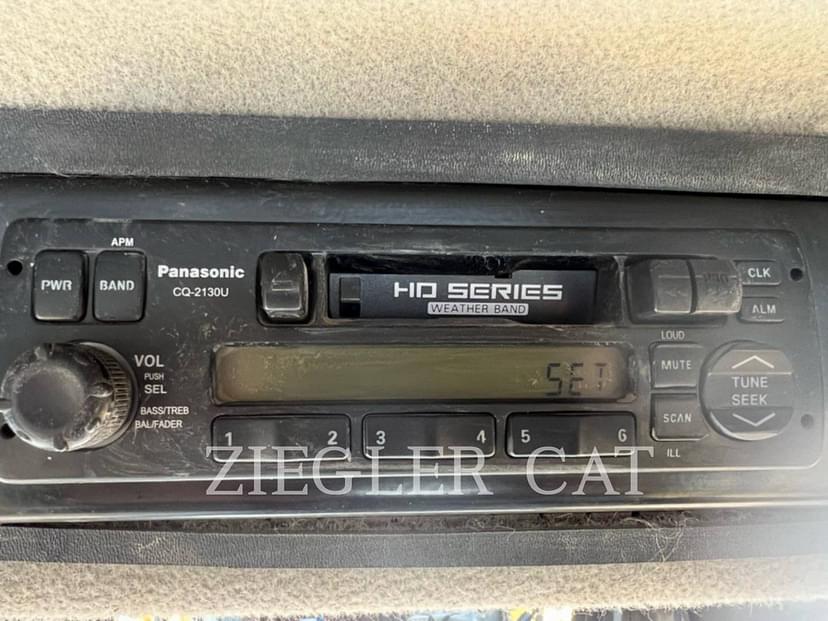 APM
PWR
BAND
Panasonic
CQ-2130U
HD SERIES
WEATHER BAND
CLK
ALM
VOL
PUSH
SEL
BASS/TREB
BAL/FADER
SET
LOUD
MUTE
TUNE
SEEK
SCAN
ILL
1 2
3 4
5 6
ZIEGLER CAT